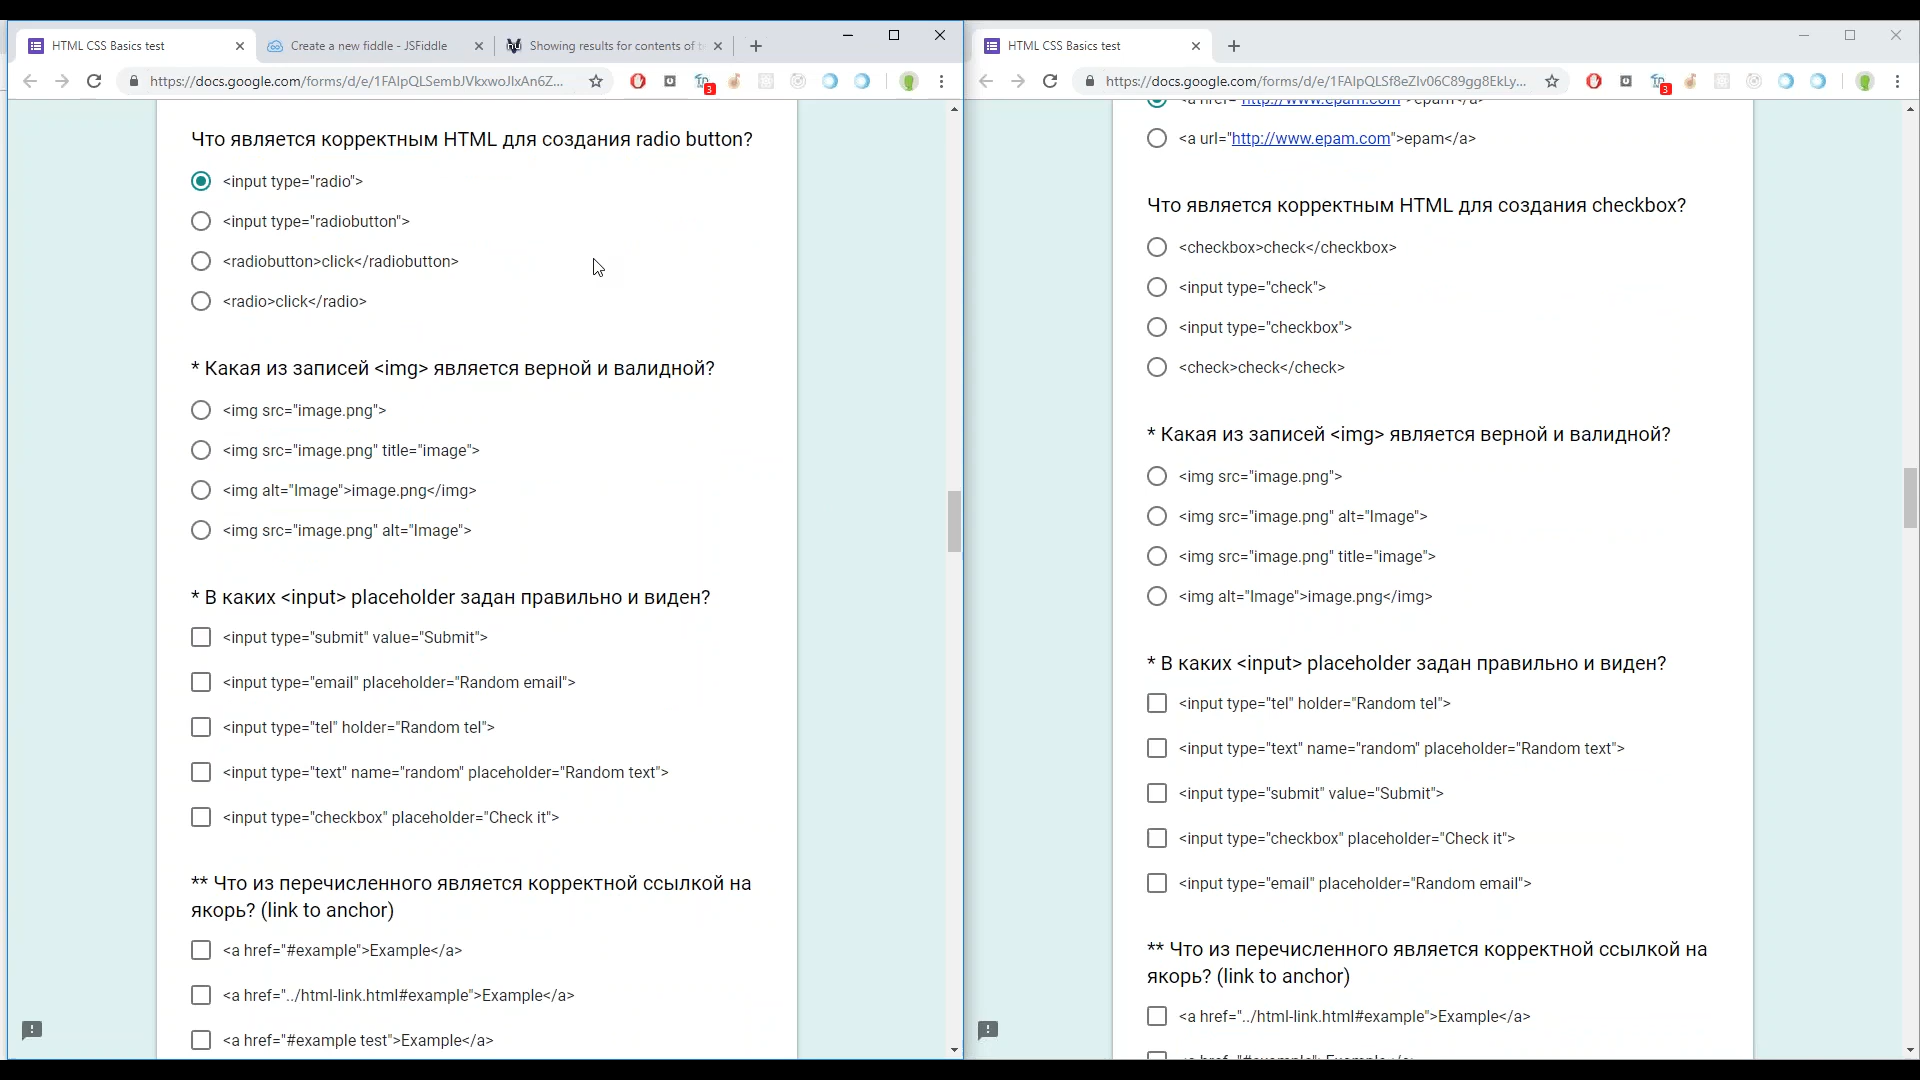 HTML CSS Basics test
Create a new fiddle - JSFiddle
Showing results for contents of t
https://docs.google.com/forms/d/e/1FAIpQLSembJVkxwoJlxAn6Z...
3
Что является корректным HTML для создания radio button?
<input type="radio">
<input type="radiobutton">
<radiobutton>click</radiobutton>
<radio>click</radio>
* Какая из записей <img> является верной и валидной?
<img src="image.png">
<img src="image.png" title="image">
<img alt="Image">image.png</img>
<img src="image.png" alt="Image">
* В каких <input> placeholder задан правильно и виден?
<input type="submit" value="Submit">
<input type="email" placeholder="Random email">
<input type="tel" holder="Random tel">
<input type="text" name="random" placeholder="Random text">
<input type="checkbox" placeholder="Check it">
** Что из перечисленного является корректной ссылкой на
якорь? (link to anchor)
<a href="#example">Example</a>
<a href="../html-link.html#example">Example</a>
<a href="#example test">Example</a>
HTML CSS Basics test
https://docs.google.com/forms/d/e/1FAIpQLSf8eZIv06C89gg8EkLy...
3
<a href="http://www.epam.com">epam</a>
<a url="http://www.epam.com">epam</a>
Что является корректным HTML для создания checkbox?
<checkbox>check</checkbox>
<input type="check">
<input type="checkbox">
<check>check</check>
* Какая из записей <img> является верной и валидной?
<img src="image.png">
<img src="image.png" alt="Image">
<img src="image.png" title="image">
<img alt="Image">image.png</img>
* В каких <input> placeholder задан правильно и виден?
<input type="tel" holder="Random tel">
<input type="text" name="random" placeholder="Random text">
<input type="submit" value="Submit">
<input type="checkbox" placeholder="Check it">
<input type="email" placeholder="Random email">
** Что из перечисленного является корректной ссылкой на
якорь? (link to anchor)
<a href="../html-link.html#example">Example</a>
<a href="#example">Example</a>